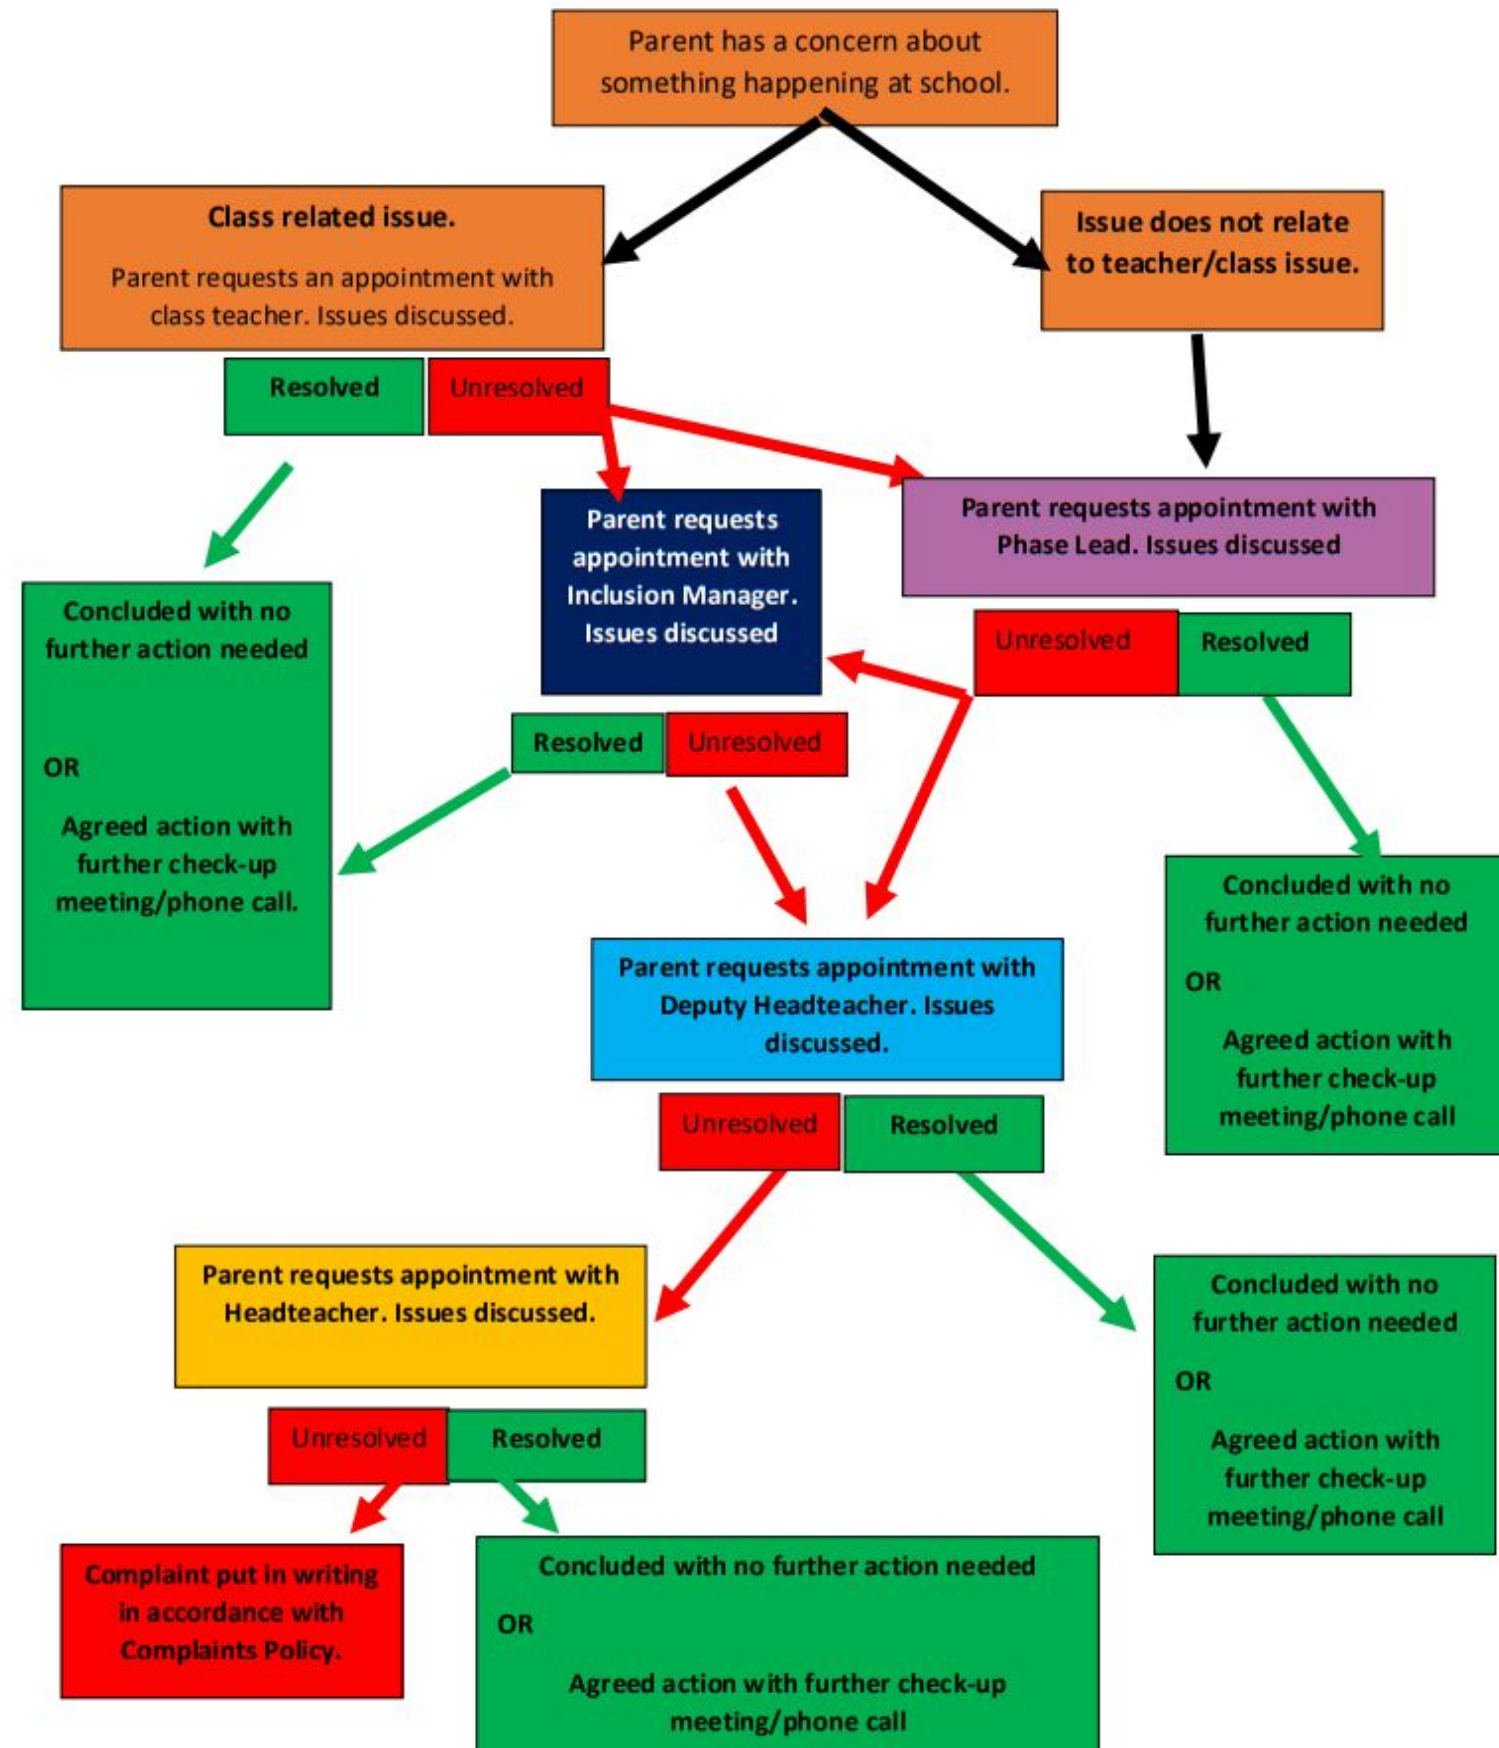 Parent has a concern about
something happening at school.
Class related issue.
Parent requests an appointment with
class teacher. Issues discussed.
Issue does not relate
to teacher/class issue.
Resolved
Unresolved
Parent requests
appointment with
Inclusion Manager.
Issues discussed
Parent requests appointment with
Phase Lead. Issues discussed
Concluded with no
further action needed
OR
Agreed action with
further check-up
meeting/phone call.
Unresolved
Resolved
Resolved
Unresolved
Concluded with no
further action needed
OR
Agreed action with
further check-up
meeting/phone call
Parent requests appointment with
Deputy Headteacher. Issues
discussed.
Unresolved
Resolved
Parent requests appointment with
Headteacher. Issues discussed.
Concluded with no
further action needed
OR
Agreed action with
further check-up
meeting/phone call
Unresolved
Resolved
Complaint put in writing
in accordance with
Complaints Policy.
Concluded with no further action needed
OR
Agreed action with further check-up
meeting/phone call